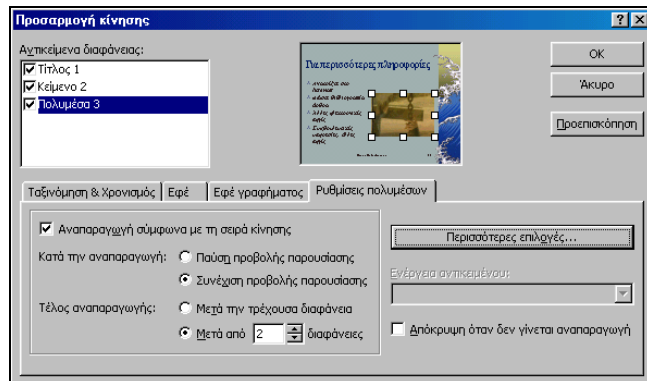 Προσαρμογή κίνησης
Αντικείμενα διαφάνειας:
Τίτλος 1
Κείμενο 2
Πολυμέσα 3
Για περισσότερες πληροφορίες
OK
Άκυρο
Προεπισκόπηση
Ταξινόμηση & Χρονισμός
Εφέ
Εφέ γραφήματος
Ρυθμίσεις πολυμέσων
Αναπαραγωγή σύμφωνα με τη σειρά κίνησης
Κατά την αναπαραγωγή:
Παύση προβολής παρουσίασης
Συνέχιση προβολής παρουσίασης
Τέλος αναπαραγωγής:
Μετά την τρέχουσα διαφάνεια
Μετά από 2 διαφάνειες
Περισσότερες επιλογές...
Ενέργεια αντικειμένου:
Απόκρυψη όταν δεν γίνεται αναπαραγωγή